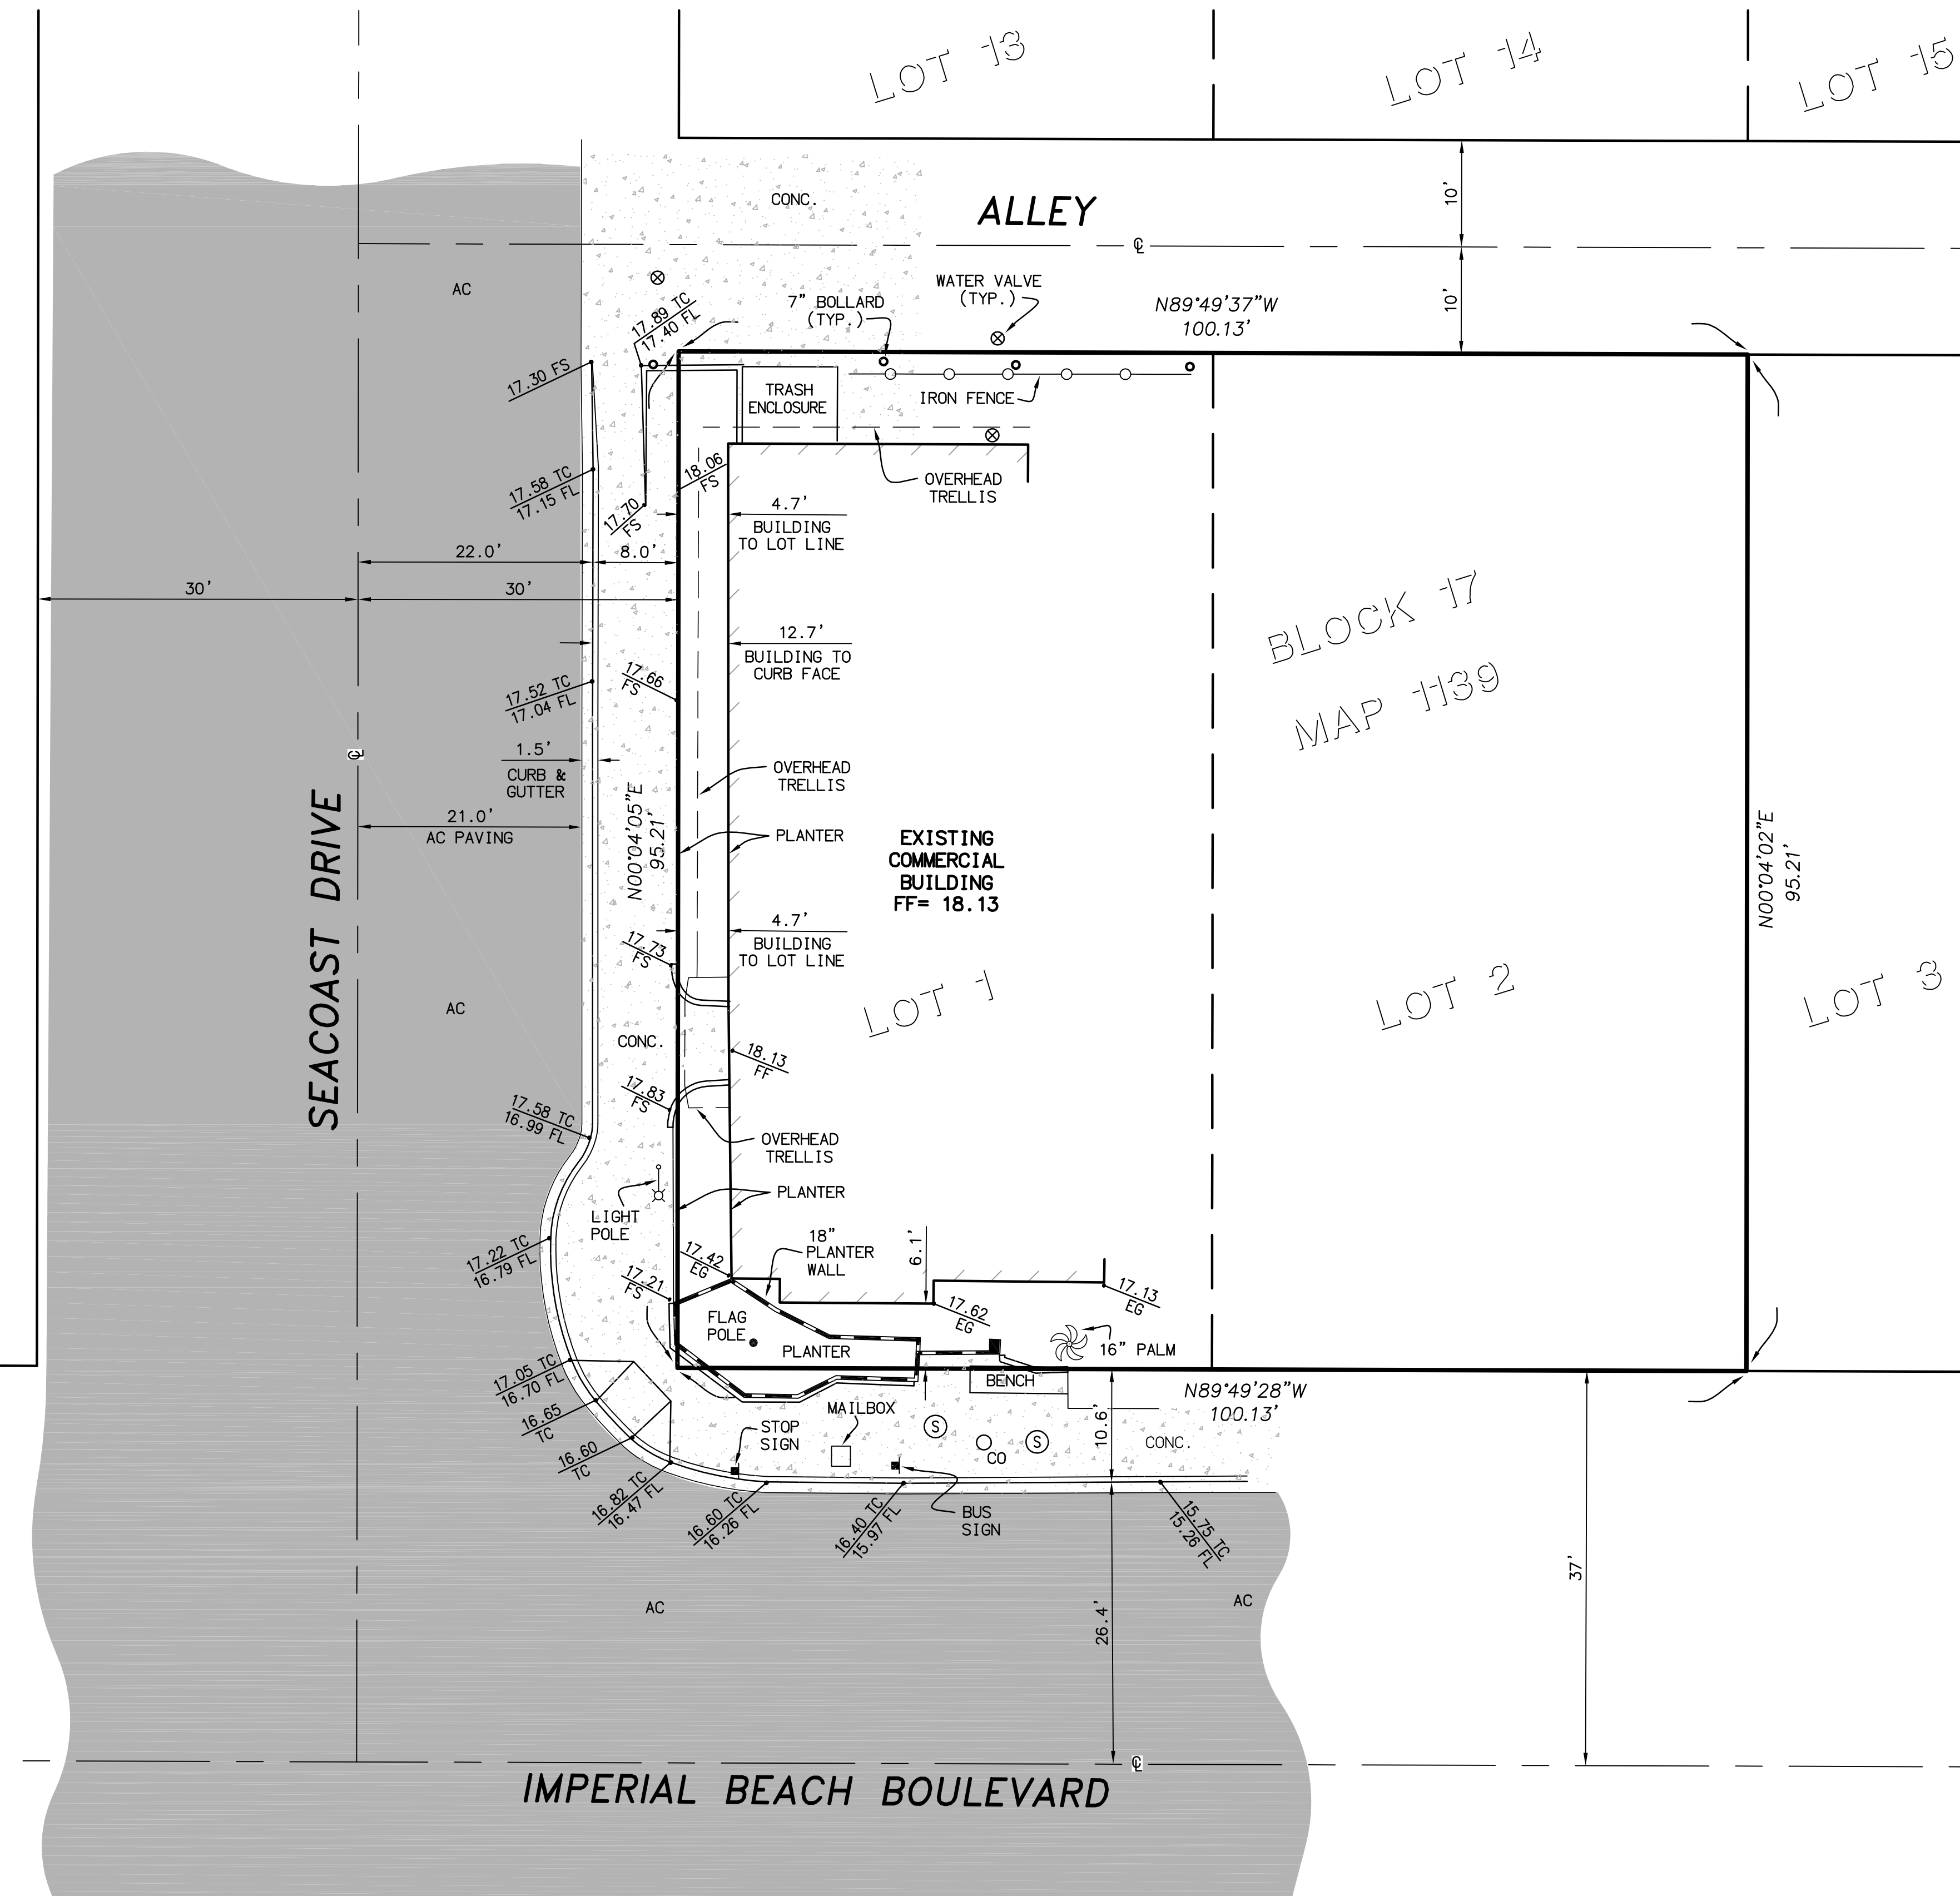 LOT 13
LOT 14
LOT 15
CONC.
ALLEY
10'
℄
AC
WATER VALVE
(TYP.)
7" BOLLARD
(TYP.)
N89°49'37"W
100.13'
10'
17.89 TC
17.40 FL
17.30 FS
TRASH
ENCLOSURE
IRON FENCE
18.06
FS
OVERHEAD
TRELLIS
17.58 TC
17.15 FL
17.70
FS
4.7'
BUILDING
TO LOT LINE
22.0'
8.0'
30'
30'
BLOCK 17
12.7'
BUILDING TO
CURB FACE
17.66
FS
17.52 TC
17.04 FL
MAP 1139
℄
1.5'
CURB &
GUTTER
OVERHEAD
TRELLIS
N00°04'05"E
95.21'
21.0'
AC PAVING
PLANTER
EXISTING
COMMERCIAL
BUILDING
FF= 18.13
N00°04'02"E
95.21'
SEACOAST DRIVE
4.7'
BUILDING
TO LOT LINE
17.73
FS
LOT 1
LOT 2
LOT 3
AC
CONC.
18.13
FF
17.83
FS
17.58 TC
16.99 FL
OVERHEAD
TRELLIS
PLANTER
LIGHT
POLE
18"
PLANTER
WALL
6.1'
17.22 TC
16.79 FL
17.42
EG
17.21
FS
17.13
EG
17.62
EG
FLAG
POLE
PLANTER
16" PALM
17.05 TC
16.70 FL
BENCH
N89°49'28"W
100.13'
16.65
TC
MAILBOX
STOP
SIGN
S
S
CO
10.6'
CONC.
16.60
TC
16.82 TC
16.47 FL
16.60 TC
16.26 FL
16.40 TC
15.97 FL
BUS
SIGN
15.75 TC
15.26 FL
37'
AC
AC
26.4'
℄
IMPERIAL BEACH BOULEVARD